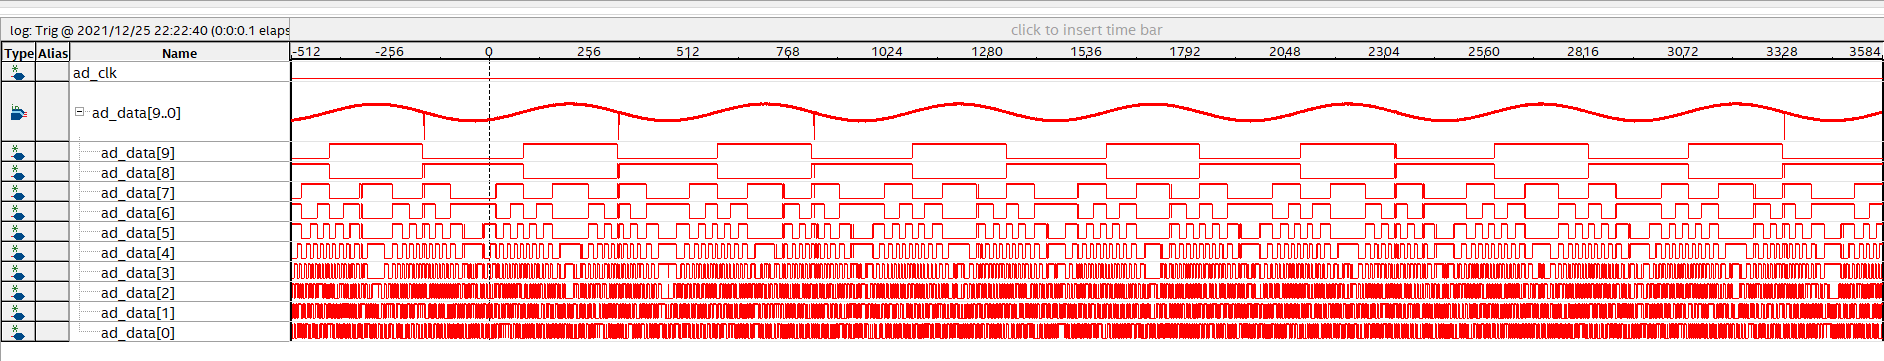 log: Trig @ 2021/12/25 22:22:40 (0:0:0.1 elaps
click to insert time bar
Type Alias Name -512 -256 0 256 512 768 1024 1280 1536 1792 2048 2304 2560 2816 3072 3328 3584
ad_clk
ad_data[9..0]
ad_data[9]
ad_data[8]
ad_data[7]
ad_data[6]
ad_data[5]
ad_data[4]
ad_data[3]
ad_data[2]
ad_data[1]
ad_data[0]